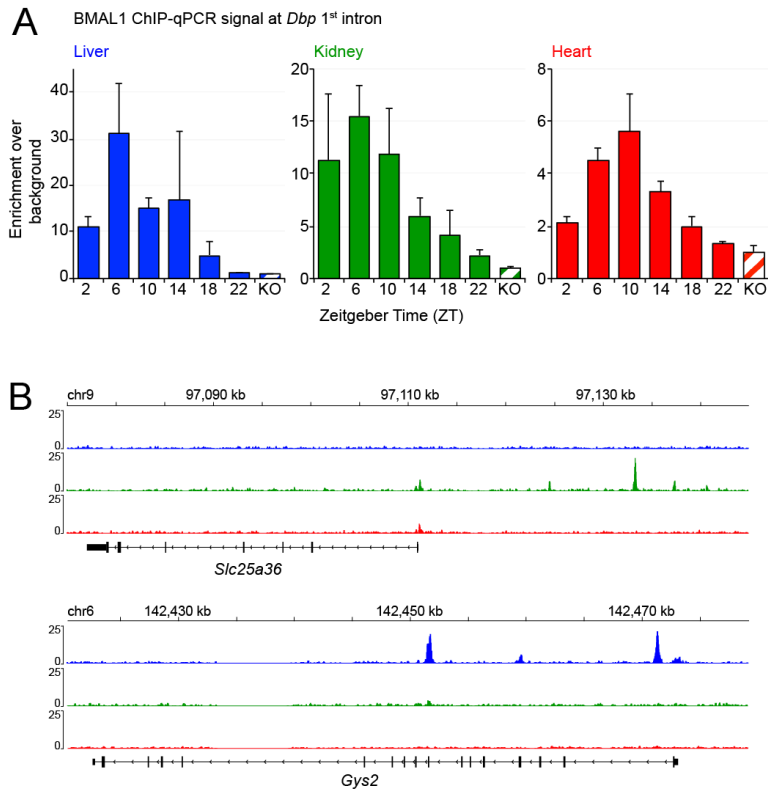 A
BMAL1 ChIP-qPCR signal at Dbp 1st intron
Liver
Kidney
Heart
Enrichment over
background
40
30
20
10
0
2 6 10 14 18 22 KO
20
15
10
5
0
2 6 10 14 18 22 KO
8
6
4
2
0
2 6 10 14 18 22 KO
Zeitgeber Time (ZT)
B
chr9 97,090 kb 97,110 kb 97,130 kb
25
0
25
0
25
0
Slc25a36
chr6 142,430 kb 142,450 kb 142,470 kb
25
0
25
0
25
0
Gys2